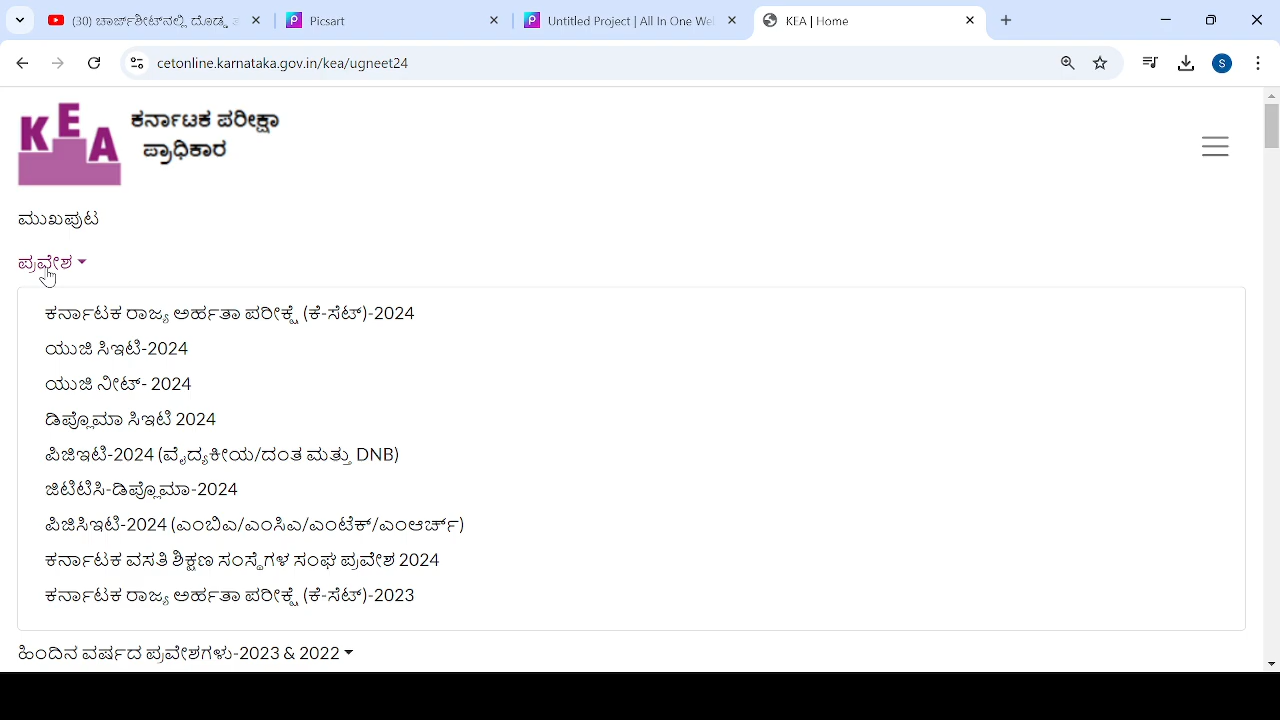 (30) ಚಾರ್ಜ್‌ಶೀಟ್‌ನಲ್ಲಿ ದೊಡ್ಡ
Picsart
Untitled Project | All In One We
KEA | Home
cetonline.karnataka.gov.in/kea/ugneet24
S
KEA
ಕರ್ನಾಟಕ ಪರೀಕ್ಷಾ
ಪ್ರಾಧಿಕಾರ
ಮುಖಪುಟ
ಪ್ರವೇಶ
ಕರ್ನಾಟಕ ರಾಜ್ಯ ಅರ್ಹತಾ ಪರೀಕ್ಷೆ (ಕೆ-ಸೆಟ್)-2024
ಯುಜಿ ಸಿಇಟಿ-2024
ಯುಜಿ ನೀಟ್- 2024
ಡಿಪ್ಲೊಮಾ ಸಿಇಟಿ 2024
ಪಿಜಿಇಟಿ-2024 (ವೈದ್ಯಕೀಯ/ದಂತ ಮತ್ತು DNB)
ಜಿಟಿಟಿಸಿ-ಡಿಪ್ಲೊಮಾ-2024
ಪಿಜಿಸಿಇಟಿ-2024 (ಎಂಬಿಎ/ಎಂಸಿಎ/ಎಂಟೆಕ್/ಎಂಆರ್ಚ್)
ಕರ್ನಾಟಕ ವಸತಿ ಶಿಕ್ಷಣ ಸಂಸ್ಥೆಗಳ ಸಂಘ ಪ್ರವೇಶ 2024
ಕರ್ನಾಟಕ ರಾಜ್ಯ ಅರ್ಹತಾ ಪರೀಕ್ಷೆ (ಕೆ-ಸೆಟ್)-2023
ಹಿಂದಿನ ವರ್ಷದ ಪ್ರವೇಶಗಳು-2023 & 2022